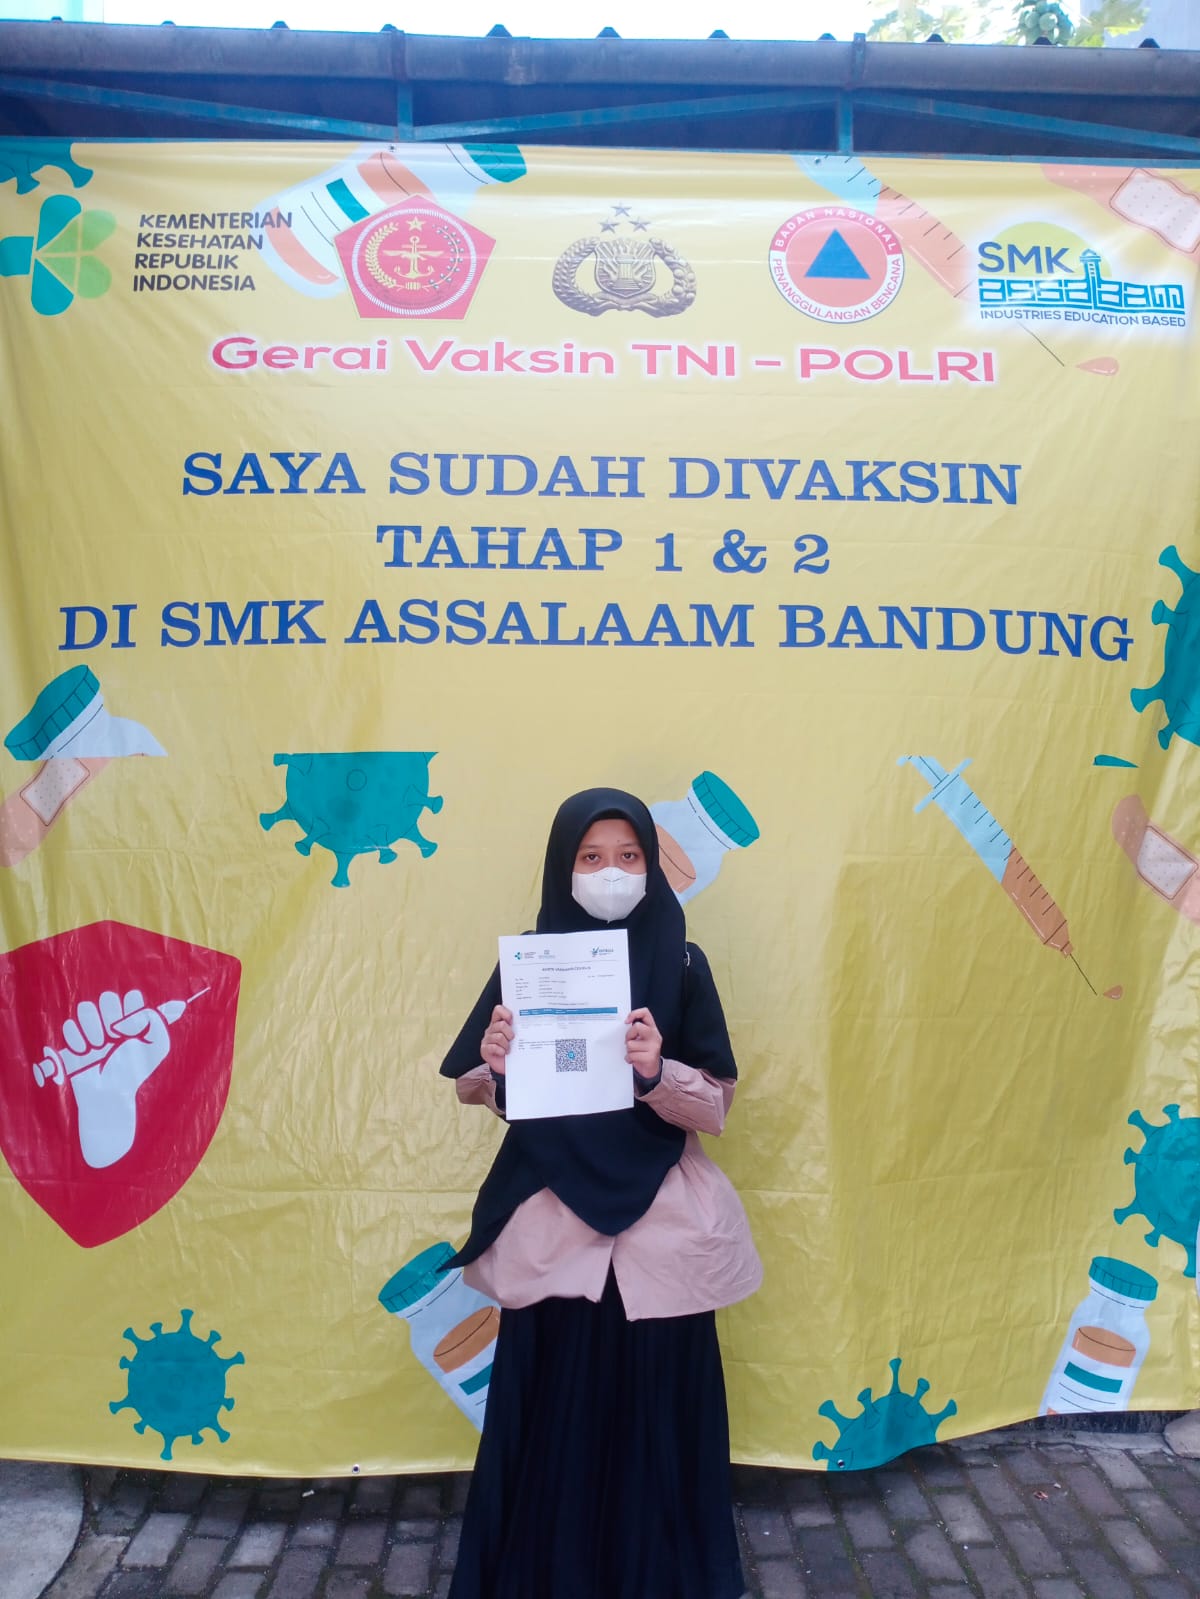 KEMENTERIAN
KESEHATAN
REPUBLIK
INDONESIA
BADAN NASIONAL
PENANGGULANGAN BENCANA
SMK
assalaam
INDUSTRIES EDUCATION BASED
Gerai Vaksin TNI - POLRI
SAYA SUDAH DIVAKSIN
TAHAP 1 & 2
DI SMK ASSALAAM BANDUNG